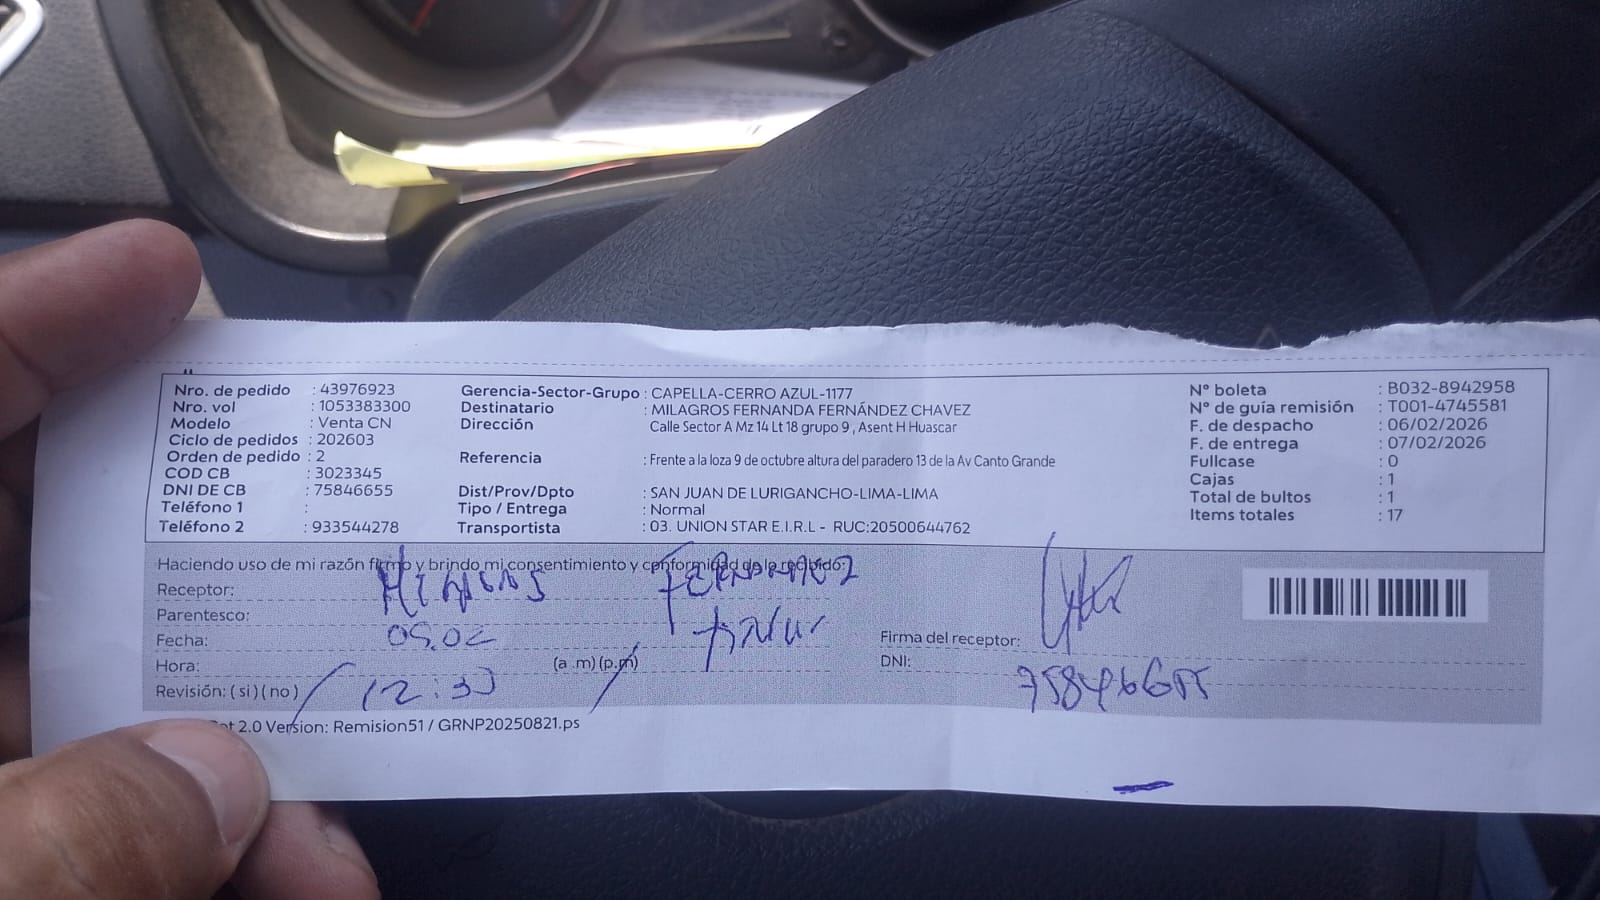 Nro. de pedido : 43976923
Nro. vol : 1053383300
Modelo : Venta CN
Ciclo de pedidos : 202603
Orden de pedido : 2
COD CB : 3023345
DNI DE CB : 75846655
Teléfono 1 :
Teléfono 2 : 933544278
Gerencia-Sector-Grupo : CAPELLA-CERRO AZUL-1177
Destinatario : MILAGROS FERNANDA FERNÁNDEZ CHAVEZ
Dirección Calle Sector A Mz 14 Lt 18 grupo 9 , Asent H Huascar
Referencia : Frente a la loza 9 de octubre altura del paradero 13 de la Av Canto Grande
Dist/Prov/Dpto : SAN JUAN DE LURIGANCHO-LIMA-LIMA
Tipo / Entrega : Normal
Transportista : 03. UNION STAR E.I.R.L - RUC:20500644762
N° boleta : B032-8942958
N° de guía remisión : T001-4745581
F. de despacho : 06/02/2026
F. de entrega : 07/02/2026
Fullcase : 0
Cajas : 1
Total de bultos : 1
Items totales : 17
Haciendo uso de mi razón firmo y brindo mi consentimiento y conformidad de lo recibido:
Receptor: FERNANDEZ
Parentesco:
Fecha:
Hora: (a .m) (p.m)
Revisión: ( si ) ( no ) 12:30
Firma del receptor:
DNI: 75846655
2.0 Version: Remision51 / GRNP20250821.ps